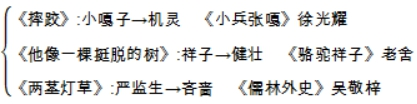 《摔跤》:小嘎子→机灵 《小兵张嘎》徐光耀
《他像一棵挺脱的树》:祥子→健壮 《骆驼祥子》老舍
《两茎灯草》:严监生→吝啬 《儒林外史》吴敬梓